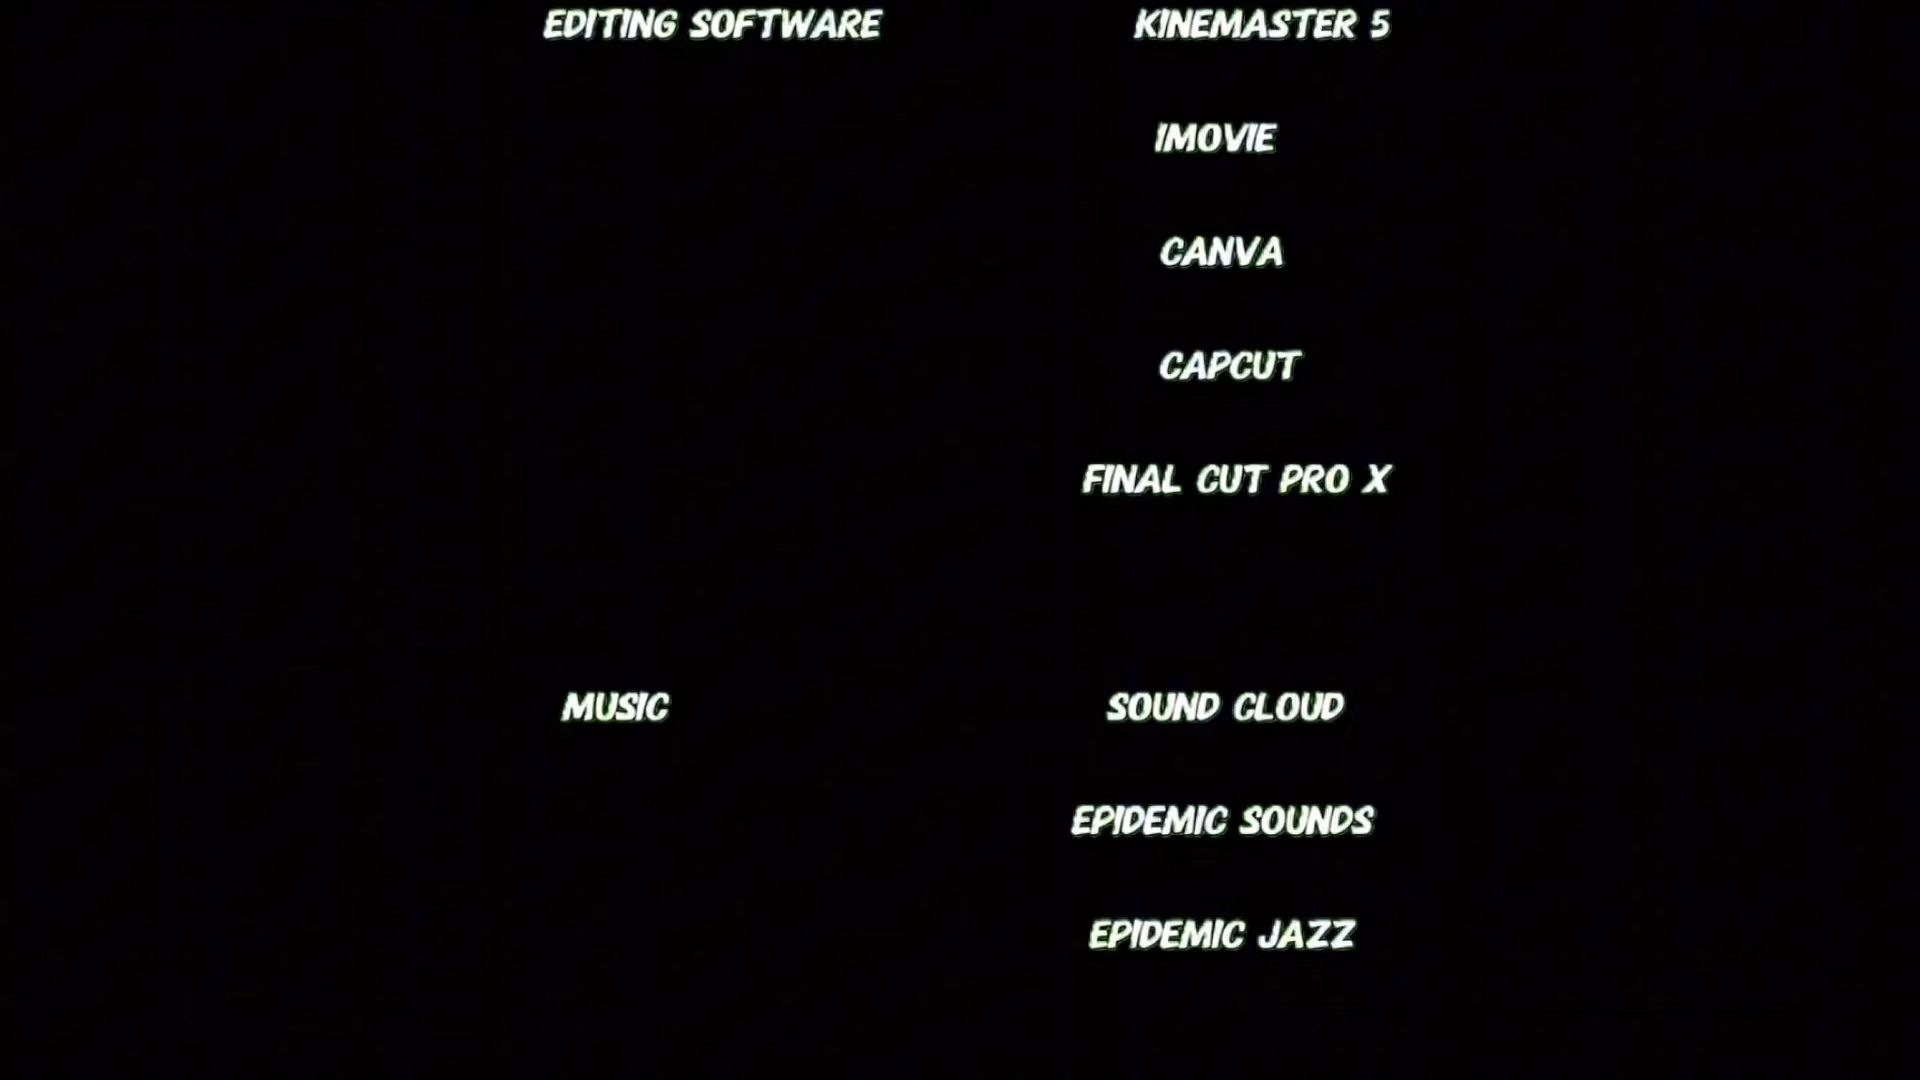 EDITING SOFTWARE KINEMASTER 5
IMOVIE
CANVA
CAPCUT
FINAL CUT PRO X
MUSIC SOUND CLOUD
EPIDEMIC SOUNDS
EPIDEMIC JAZZ